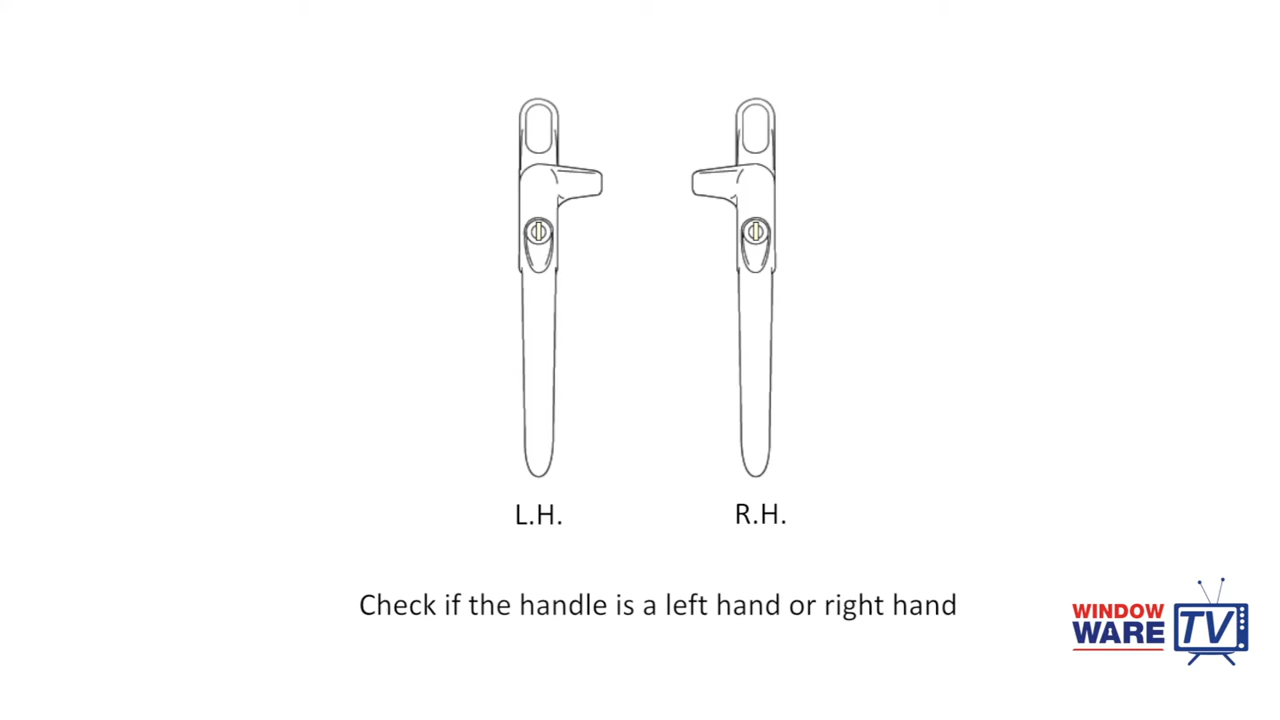 L.H.
R.H.
Check if the handle is a left hand or right hand
WINDOW
WARE
TV